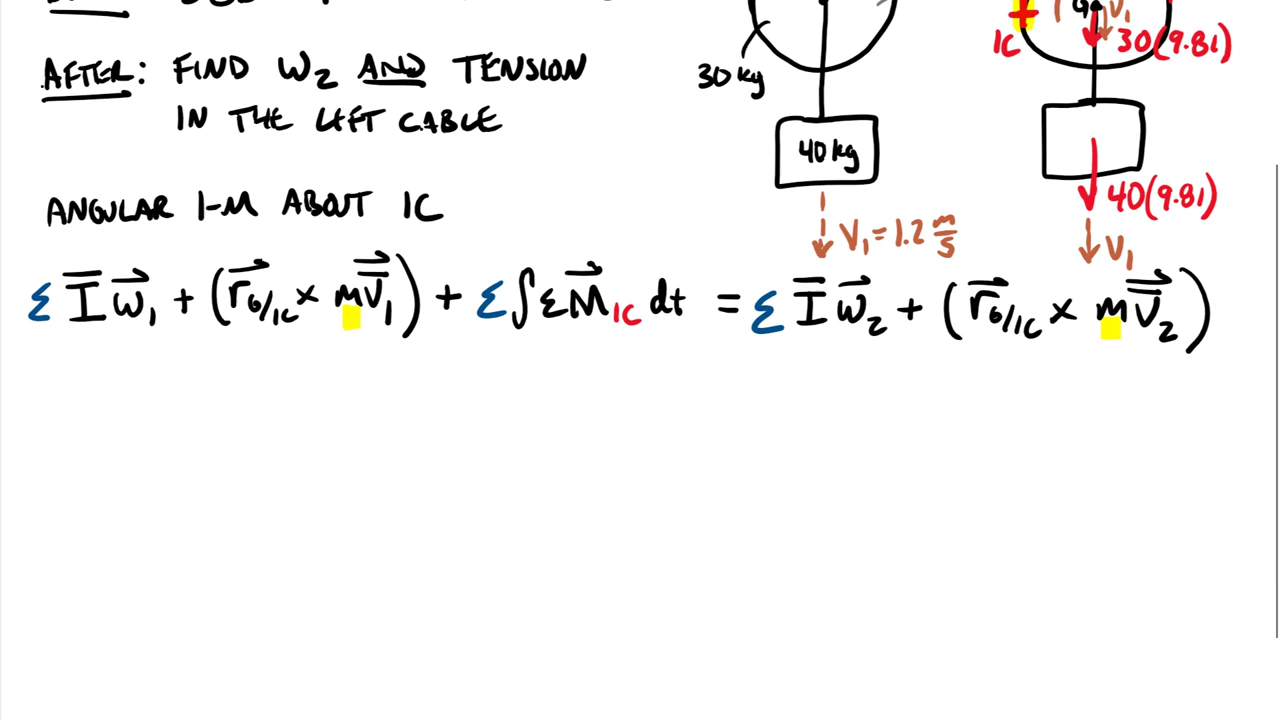 AFTER: FIND ω₂ AND TENSION
IN THE LEFT CABLE
ANGULAR I-M ABOUT IC
Σ I̿ω⃗₁ + (r⃗G/IC × mv̿⃗₁) + Σ∫ΣM⃗IC dt = Σ I̿ω⃗₂ + (r⃗G/IC × mv̿⃗₂)
30 kg
40 kg
V₁ = 1.2 m/s
IC
G
V₁
30(9.81)
40(9.81)
V₁